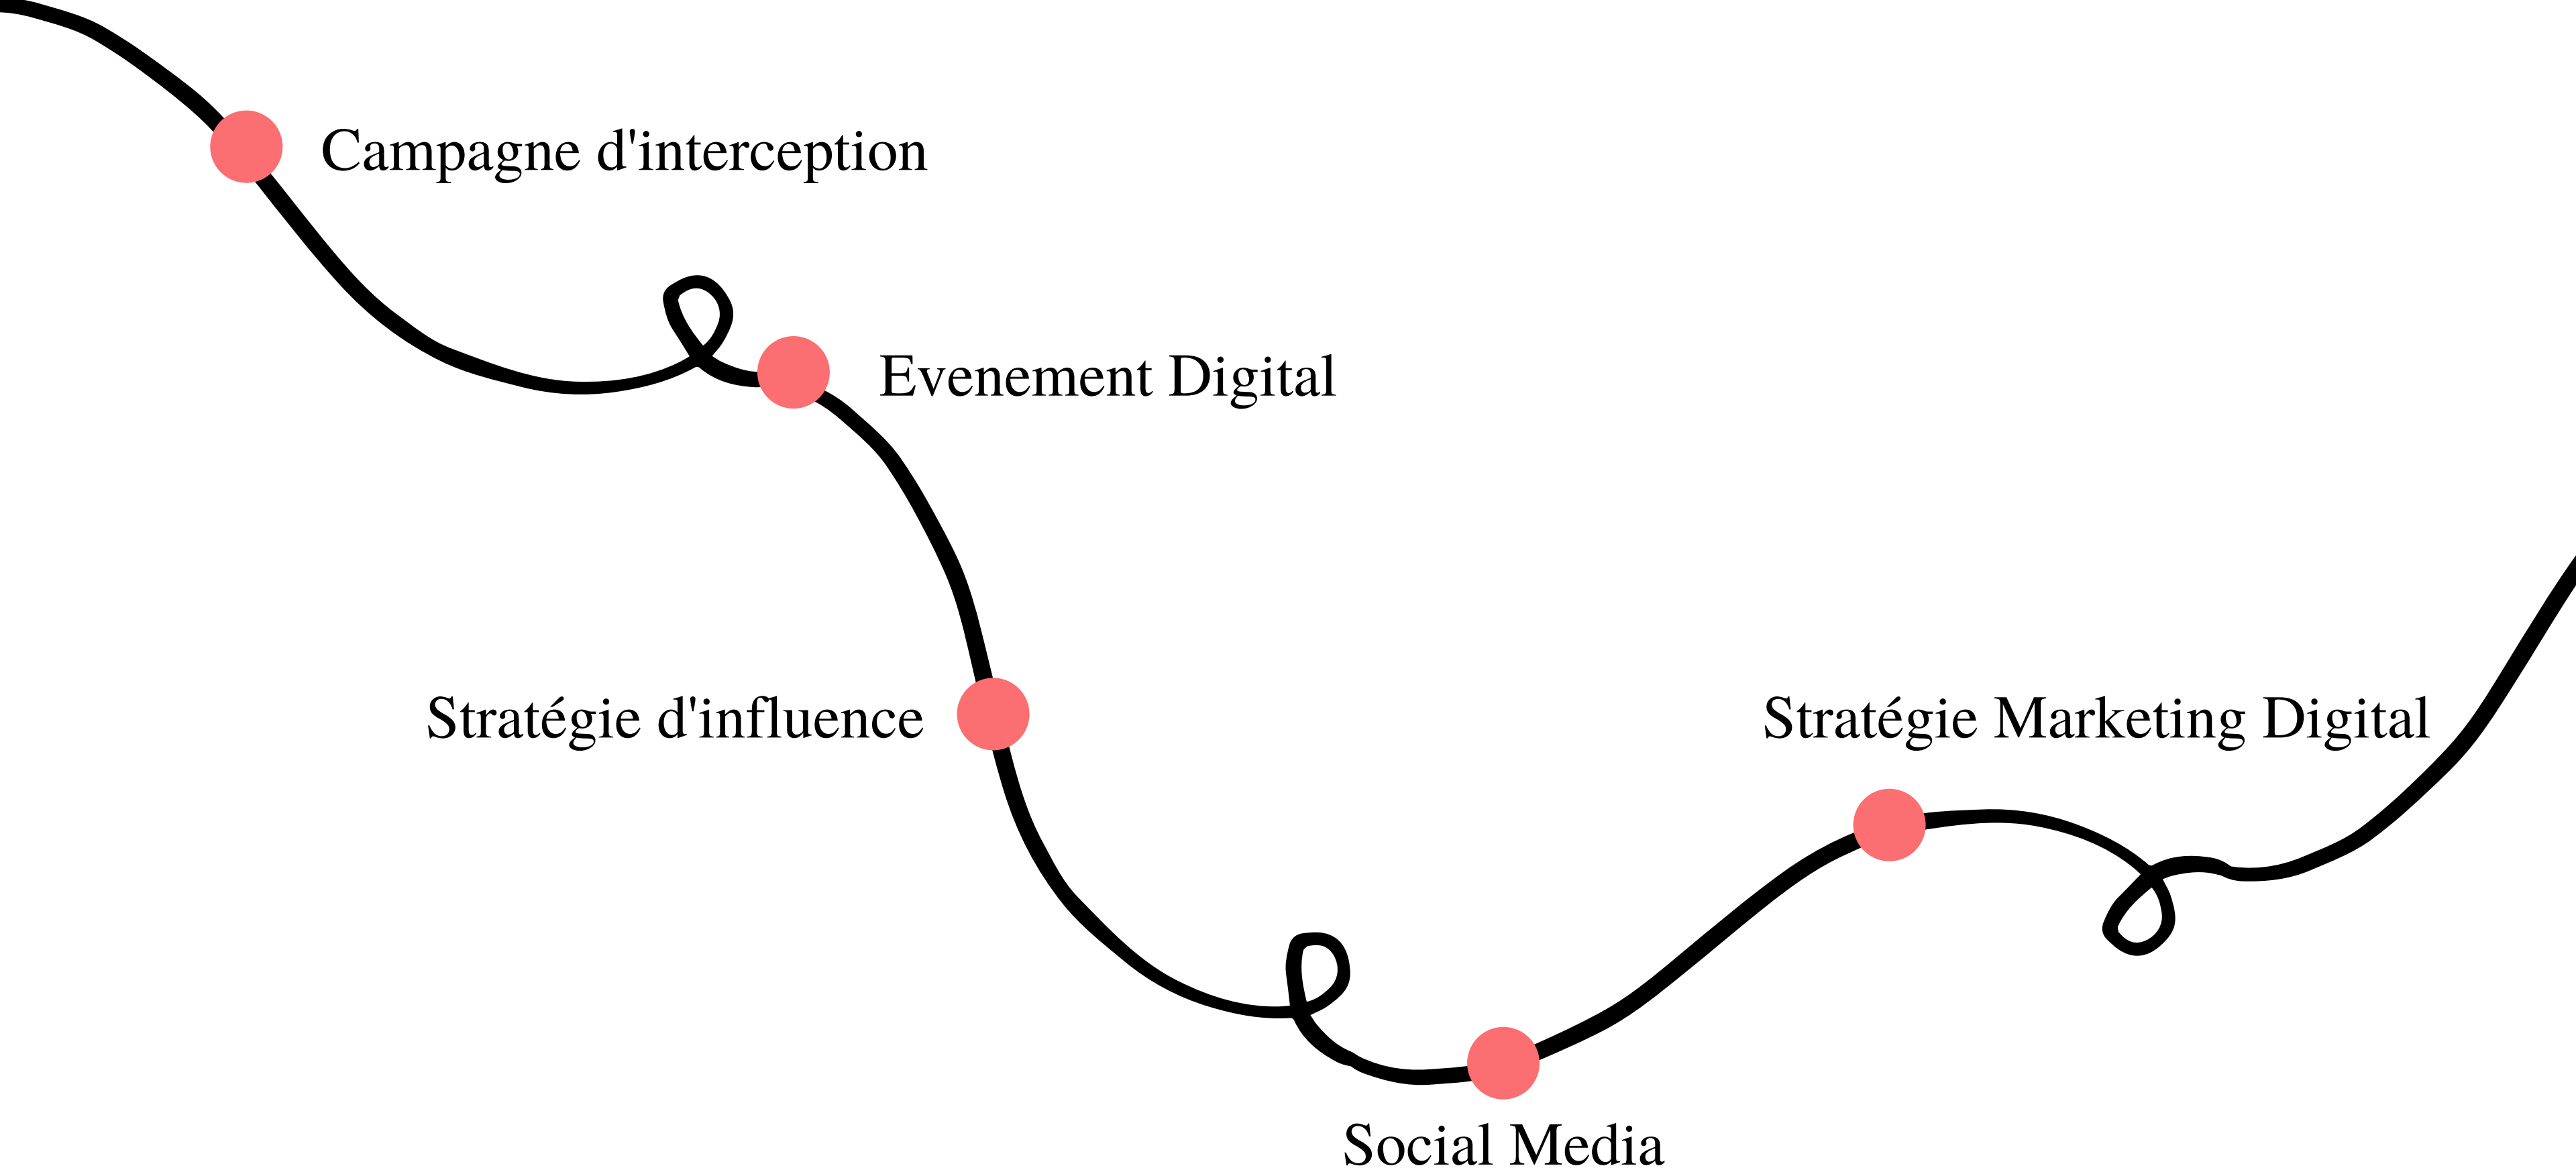 Campagne d'interception
Evenement Digital
Stratégie d'influence
Stratégie Marketing Digital
Social Media